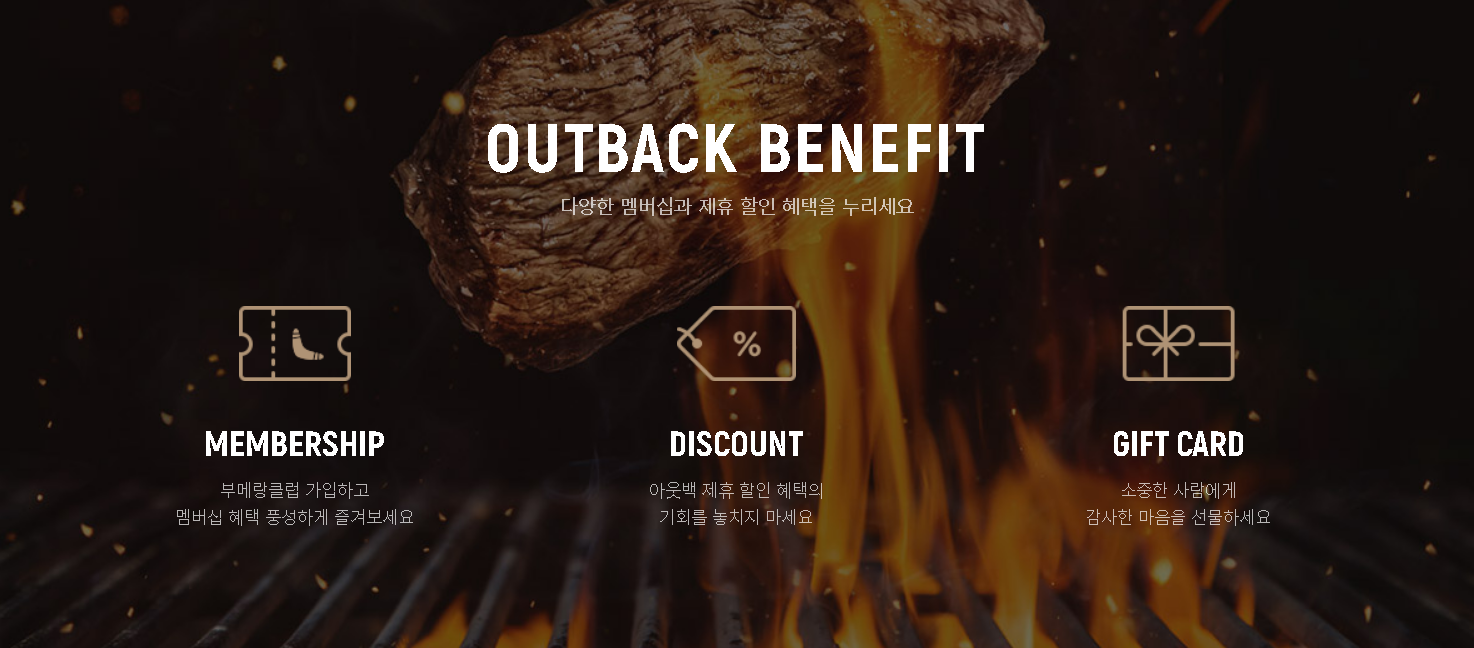 OUTBACK BENEFIT
다양한 멤버십과 제휴 할인 혜택을 누리세요
%
MEMBERSHIP
부메랑클럽 가입하고
멤버십 혜택 풍성하게 즐겨보세요
DISCOUNT
아웃백 제휴 할인 혜택의
기회를 놓치지 마세요
GIFT CARD
소중한 사람에게
감사한 마음을 선물하세요